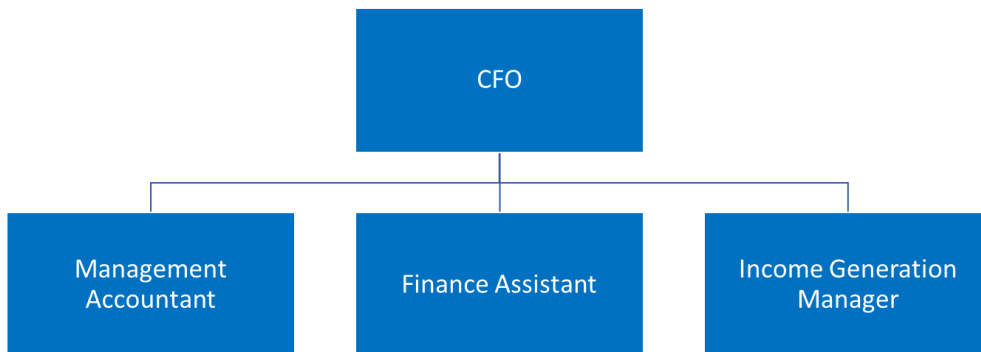 CFO
Management
Accountant
Finance Assistant
Income Generation
Manager